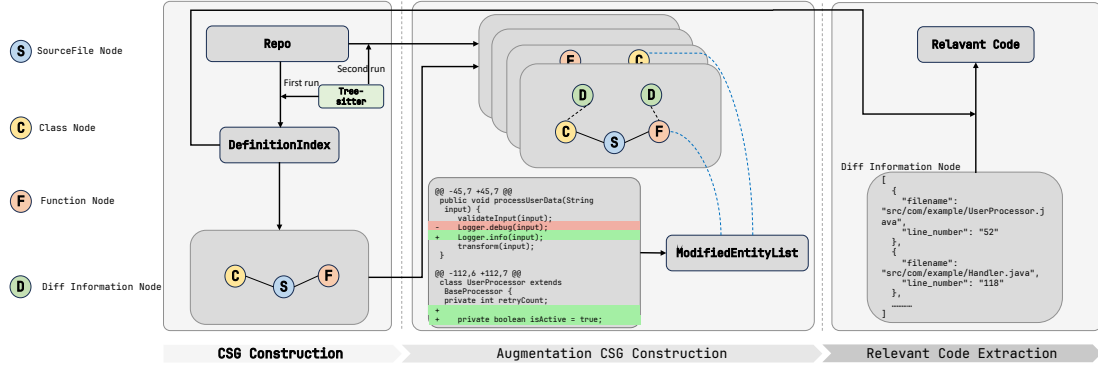 S SourceFile Node
C Class Node
F Function Node
D Diff Information Node
Repo
Second run
First run
Tree-
sitter
DefinitionIndex
C
S
F
F
C
D
D
C
S
F
@@ -45,7 +45,7 @@
public void processUserData(String
input) {
validateInput(input);
- Logger.debug(input);
+ Logger.info(input);
transform(input);
}
@@ -112,6 +112,7 @@
class UserProcessor extends
BaseProcessor {
private int retryCount;
+
+ private boolean isActive = true;
ModifiedEntityList
Relavant Code
Diff Information Node
[
{
"filename":
"src/com/example/UserProcessor.j
ava",
"line_number": "52"
},
{
"filename":
"src/com/example/Handler.java",
"line_number": "118"
},
…………
]
CSG Construction
Augmentation CSG Construction
Relevant Code Extraction